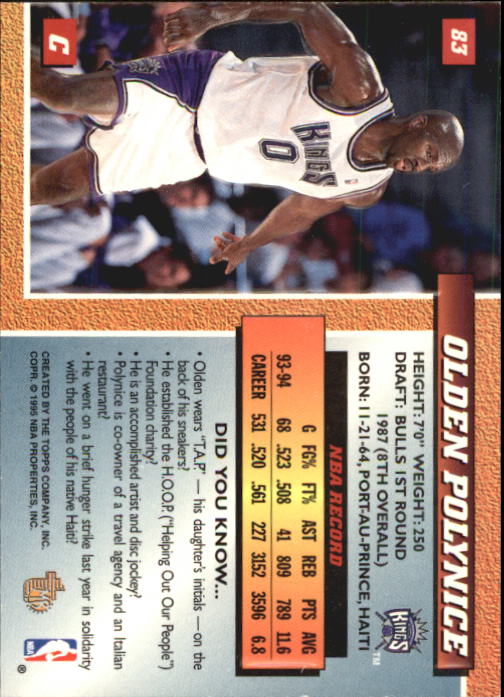 83
C
KINGS
0
OLDEN POLYNICE
HEIGHT: 7'0" WEIGHT: 250
DRAFT: BULLS 1ST ROUND
1987 (8TH OVERALL)
BORN: 11-21-64, PORT-AU-PRINCE, HAITI
KINGS
TM
NBA RECORD
G FG% FT% AST REB PTS AVG
93-94 68 .523 .508 41 809 789 11.6
CAREER 531 .520 .561 227 3152 3596 6.8
DID YOU KNOW...
• Olden wears "T.A.P." — his daughter's initials — on the
back of his sneakers?
• He established the H.O.O.P. ("Helping Out Our People")
Foundation charity?
• He is an accomplished artist and disc jockey?
• Polynice is co-owner of a travel agency and an Italian
restaurant?
• He went on a brief hunger strike last year in solidarity
with the people of his native Haiti?
CREATED BY THE TOPPS COMPANY, INC.
COPR. © 1995 NBA PROPERTIES, INC.
NBA
®